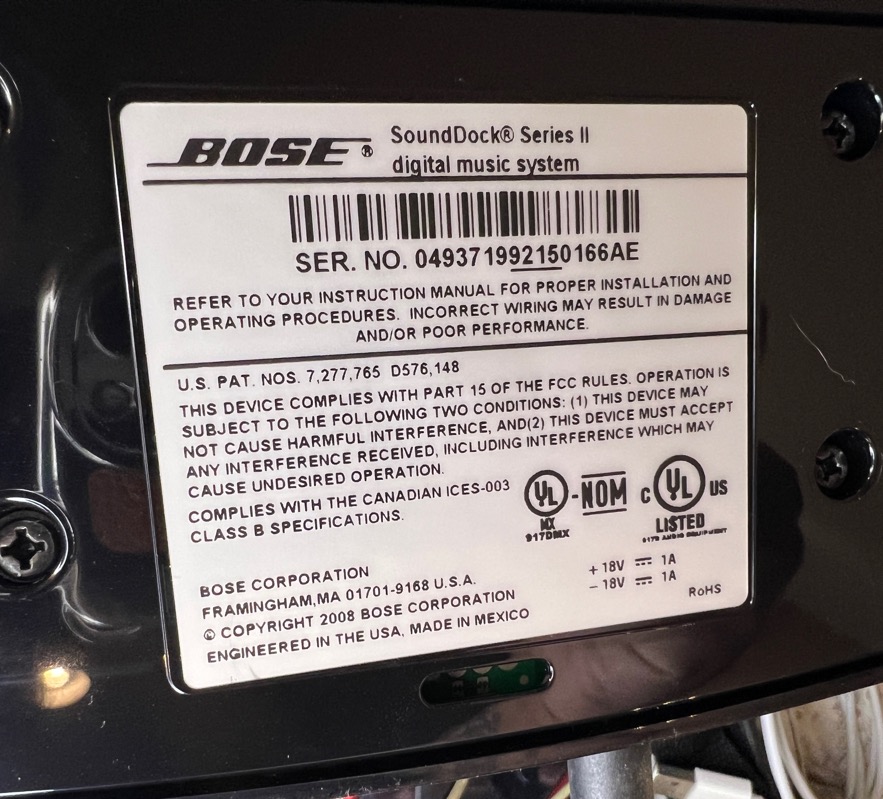 BOSE® SoundDock® Series II
digital music system
SER. NO. 049371992150166AE
REFER TO YOUR INSTRUCTION MANUAL FOR PROPER INSTALLATION AND
OPERATING PROCEDURES. INCORRECT WIRING MAY RESULT IN DAMAGE
AND/OR POOR PERFORMANCE.
U.S. PAT. NOS. 7,277,765 D576,148
THIS DEVICE COMPLIES WITH PART 15 OF THE FCC RULES. OPERATION IS
SUBJECT TO THE FOLLOWING TWO CONDITIONS: (1) THIS DEVICE MAY
NOT CAUSE HARMFUL INTERFERENCE, AND(2) THIS DEVICE MUST ACCEPT
ANY INTERFERENCE RECEIVED, INCLUDING INTERFERENCE WHICH MAY
CAUSE UNDESIRED OPERATION.
COMPLIES WITH THE CANADIAN ICES-003
CLASS B SPECIFICATIONS.
UL-NOM
MX
917DMX
C UL US
LISTED
917D AUDIO EQUIPMENT
+ 18V ⎓ 1A
– 18V ⎓ 1A
RoHS
BOSE CORPORATION
FRAMINGHAM,MA 01701-9168 U.S.A.
© COPYRIGHT 2008 BOSE CORPORATION
ENGINEERED IN THE USA, MADE IN MEXICO